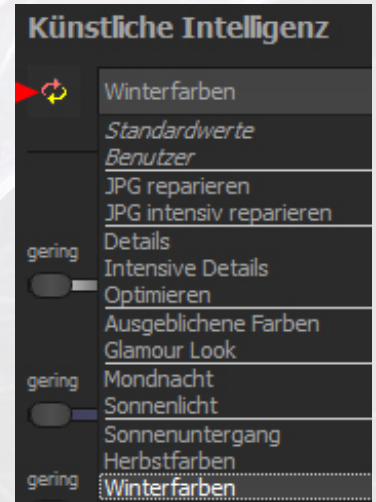 Künstliche Intelligenz
Winterfarben
Standardwerte
Benutzer
JPG reparieren
JPG intensiv reparieren
gering
Details
Intensive Details
Optimieren
Ausgeblichene Farben
Glamour Look
gering
Mondnacht
Sonnenlicht
Sonnenuntergang
Herbstfarben
gering
Winterfarben